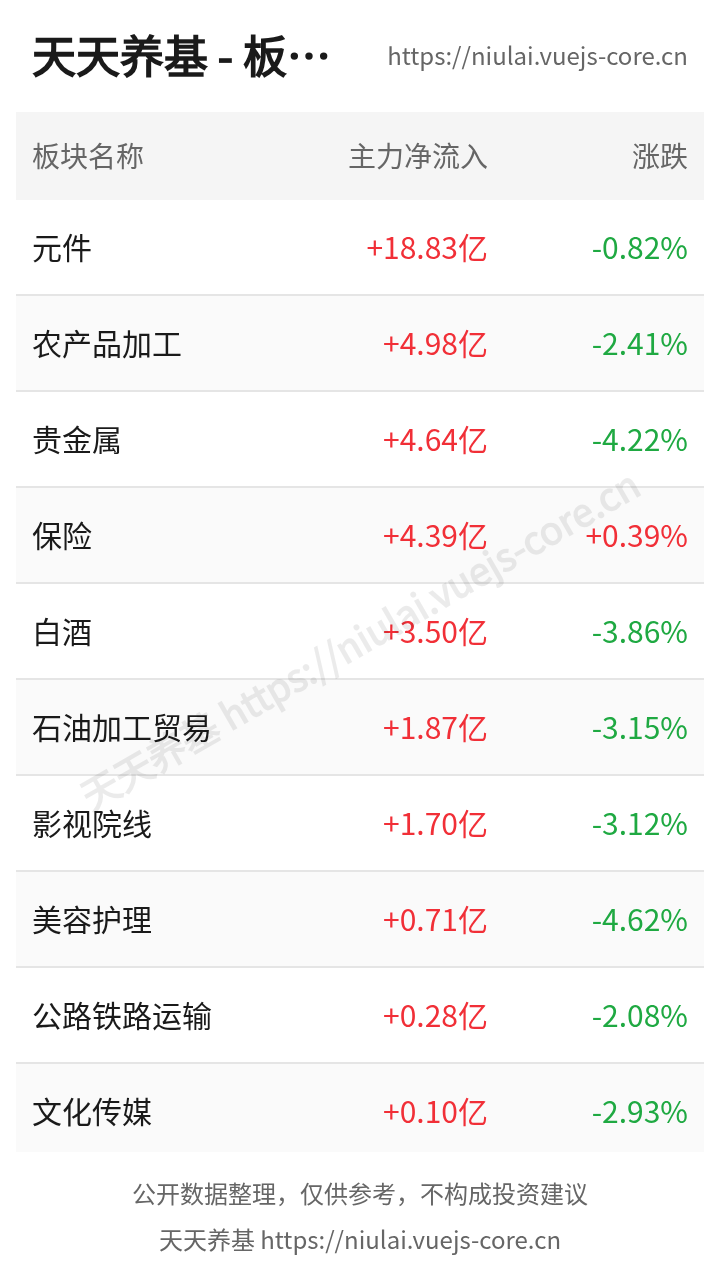 天天养基 - 板…
https://niulai.vuejs-core.cn
板块名称 主力净流入 涨跌
元件 +18.83亿 -0.82%
农产品加工 +4.98亿 -2.41%
贵金属 +4.64亿 -4.22%
保险 +4.39亿 +0.39%
白酒 +3.50亿 -3.86%
石油加工贸易 +1.87亿 -3.15%
影视院线 +1.70亿 -3.12%
美容护理 +0.71亿 -4.62%
公路铁路运输 +0.28亿 -2.08%
文化传媒 +0.10亿 -2.93%
天天养基 https://niulai.vuejs-core.cn
公开数据整理，仅供参考，不构成投资建议
天天养基 https://niulai.vuejs-core.cn